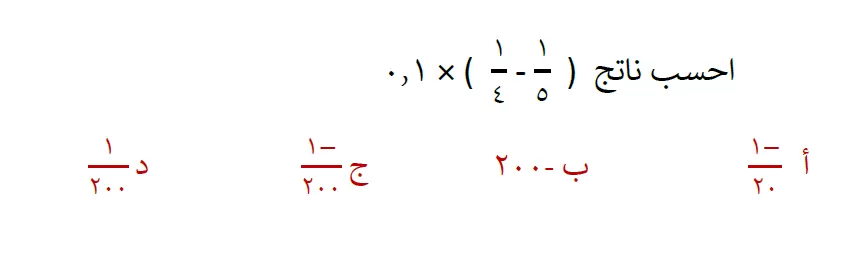 احسب ناتج ( ١/٥ - ١/٤ ) × ٠,١
أ −١/٢٠ ب -٢٠٠ ج −١/٢٠٠ د ١/٢٠٠